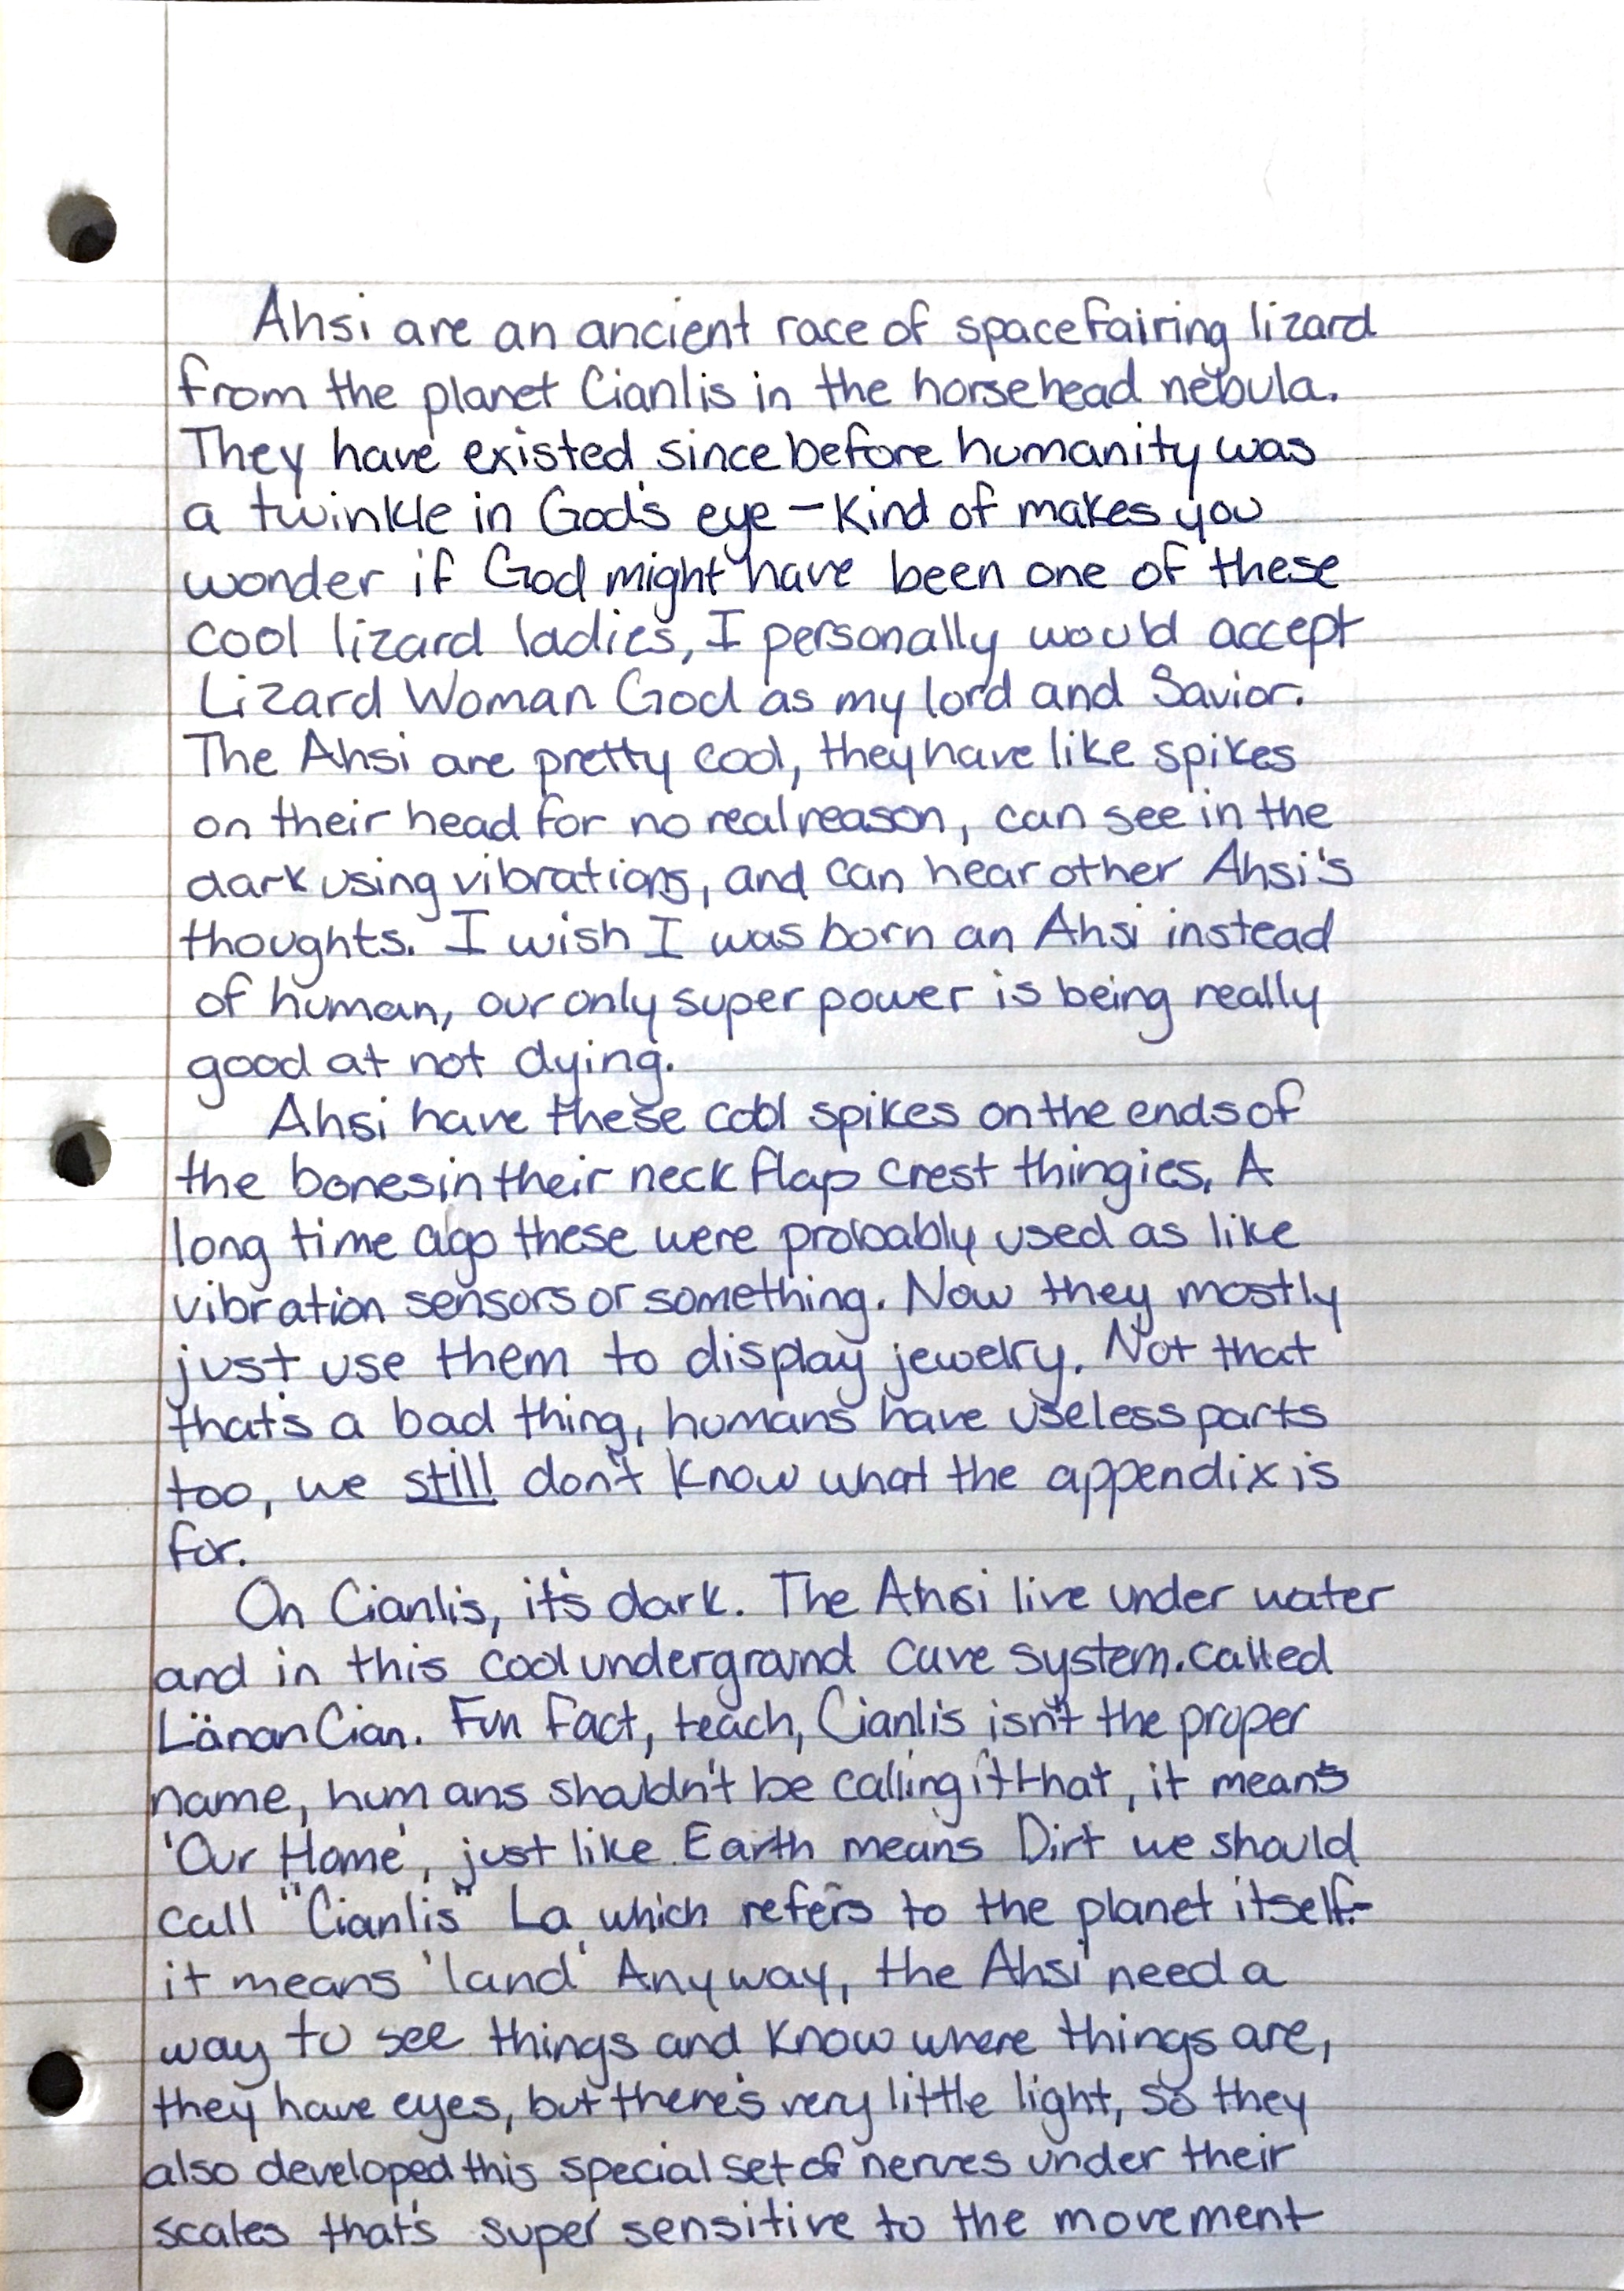 Ahsi are an ancient race of spacefairing lizard
from the planet Cianlis in the horsehead nebula.
They have existed since before humanity was
a twinkle in God's eye – Kind of makes you
wonder if God might have been one of these
cool lizard ladies, I personally would accept
Lizard Woman God as my lord and Savior.
The Ahsi are pretty cool, they have like spikes
on their head for no real reason, can see in the
dark using vibrations, and can hear other Ahsi's
thoughts. I wish I was born an Ahsi instead
of human, our only super power is being really
good at not dying.
Ahsi have these cool spikes on the ends of
the bones in their neck flap crest thingies. A
long time ago these were probably used as like
vibration sensors or something. Now they mostly
just use them to display jewelry. Not that
that's a bad thing, humans have useless parts
too, we still don't know what the appendix is
for.
On Cianlis, it's dark. The Ahsi live under water
and in this cool underground cave system. called
Länan Cian. Fun Fact, teach, Cianlis isn't the proper
name, humans shouldn't be calling it that, it means
'Our Home', just like Earth means Dirt we should
call "Cianlis" La, which refers to the planet itself-
it means 'land' Anyway, the Ahsi need a
way to see things and know where things are,
they have eyes, but there's very little light, so they
also developed this special set of nerves under their
scales that's super sensitive to the movement